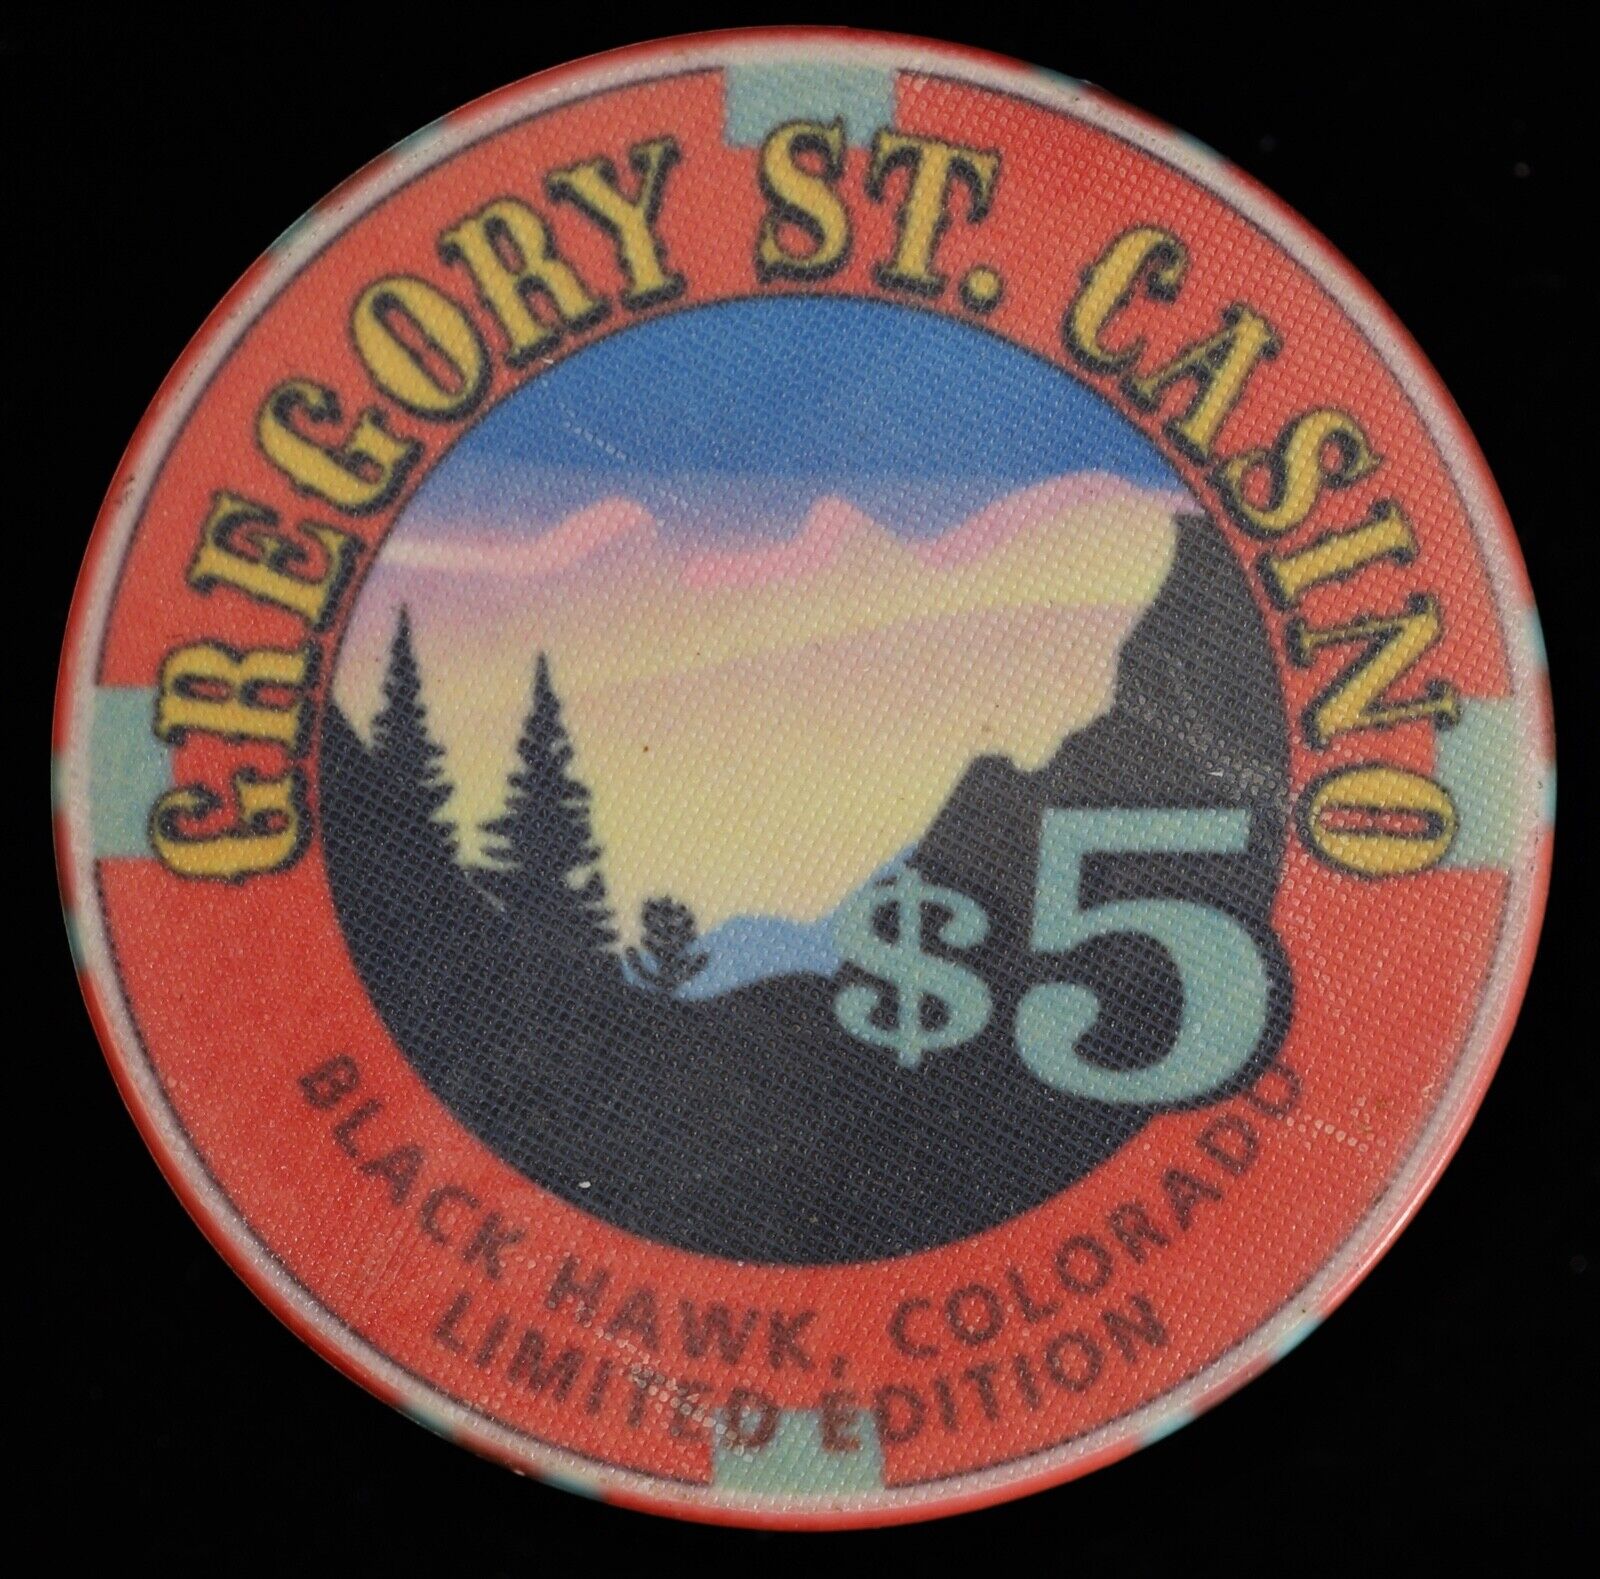 GREGORY ST. CASINO
$5
BLACK HAWK, COLORADO
LIMITED EDITION